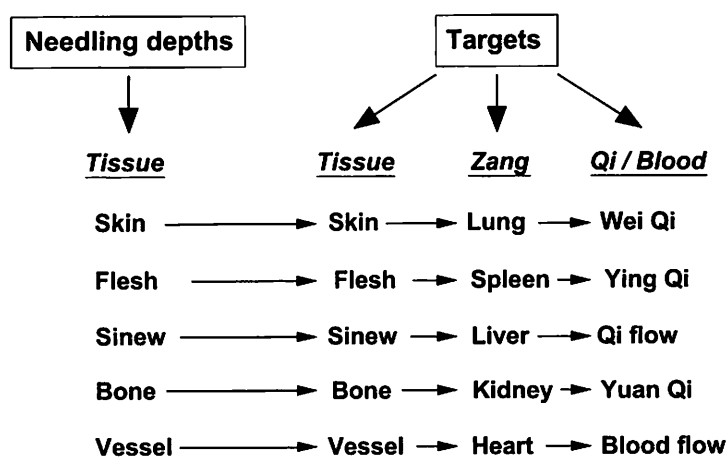 Needling depths Targets
Tissue Tissue Zang Qi / Blood
Skin Skin Lung Wei Qi
Flesh Flesh Spleen Ying Qi
Sinew Sinew Liver Qi flow
Bone Bone Kidney Yuan Qi
Vessel Vessel Heart Blood flow